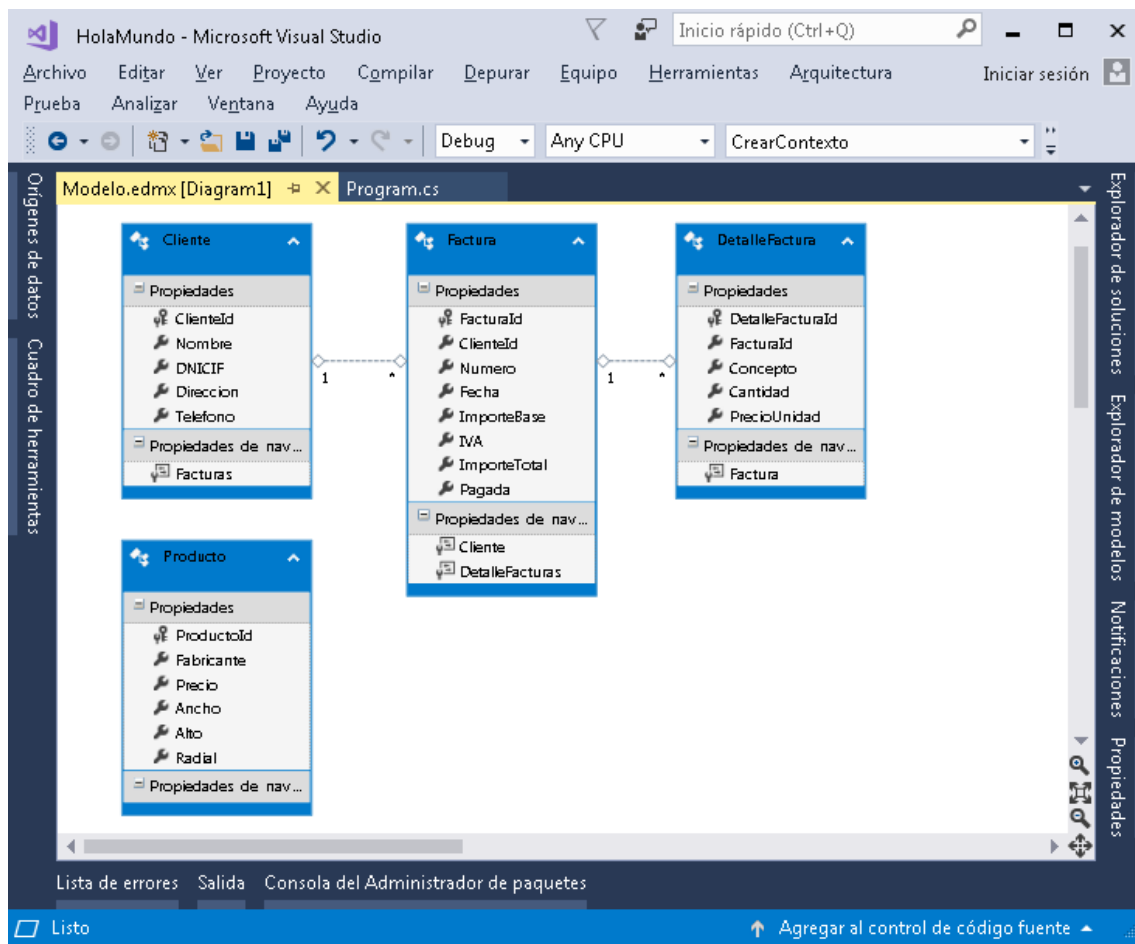 HolaMundo - Microsoft Visual Studio
Inicio rápido (Ctrl+Q)
Archivo Editar Ver Proyecto Compilar Depurar Equipo Herramientas Arquitectura Iniciar sesión
Prueba Analizar Ventana Ayuda
Debug Any CPU CrearContexto
Modelo.edmx [Diagram1] Program.cs
Orígenes de datos
Cuadro de herramientas
Cliente
Propiedades
ClienteId
Nombre
DNICIF
Direccion
Telefono
Propiedades de nav...
Facturas
1 *
Factura
Propiedades
FacturaId
ClienteId
Numero
Fecha
ImporteBase
IVA
ImporteTotal
Pagada
Propiedades de nav...
Cliente
DetalleFacturas
1 *
DetalleFactura
Propiedades
DetalleFacturaId
FacturaId
Concepto
Cantidad
PrecioUnidad
Propiedades de nav...
Factura
Producto
Propiedades
ProductoId
Fabricante
Precio
Ancho
Alto
Radial
Propiedades de nav...
Explorador de soluciones
Explorador de modelos
Notificaciones
Propiedades
Lista de errores Salida Consola del Administrador de paquetes
Listo
Agregar al control de código fuente